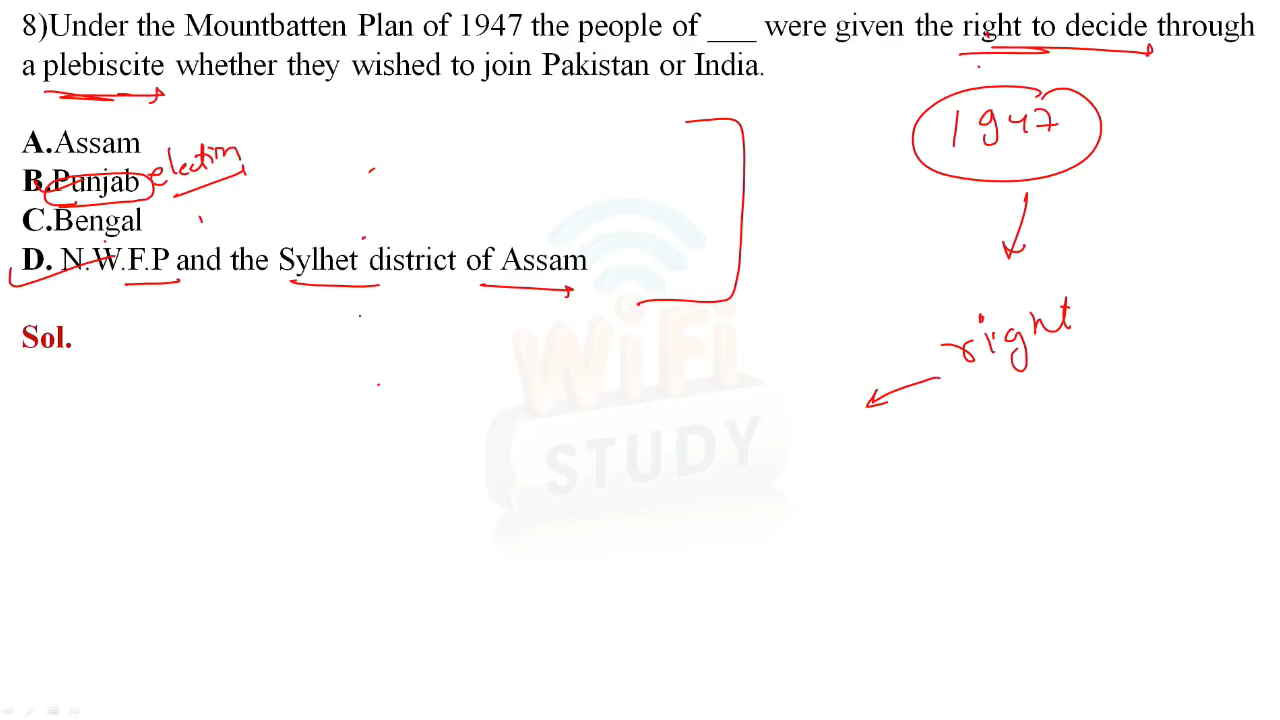 8)Under the Mountbatten Plan of 1947 the people of ___ were given the right to decide through
a plebiscite whether they wished to join Pakistan or India.
1947
A.Assam
B.Punjab election
C.Bengal
D. N.W.F.P and the Sylhet district of Assam
right
Sol.
WiFi
STUDY